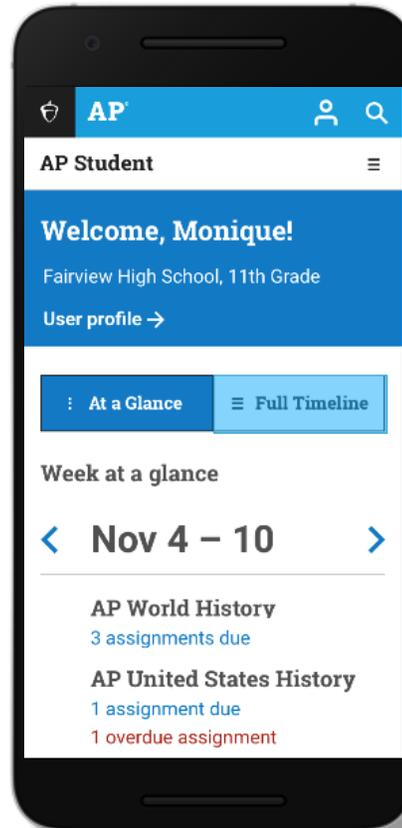 AP®
AP Student
Welcome, Monique!
Fairview High School, 11th Grade
User profile →
At a Glance
Full Timeline
Week at a glance
Nov 4 – 10
AP World History
3 assignments due
AP United States History
1 assignment due
1 overdue assignment